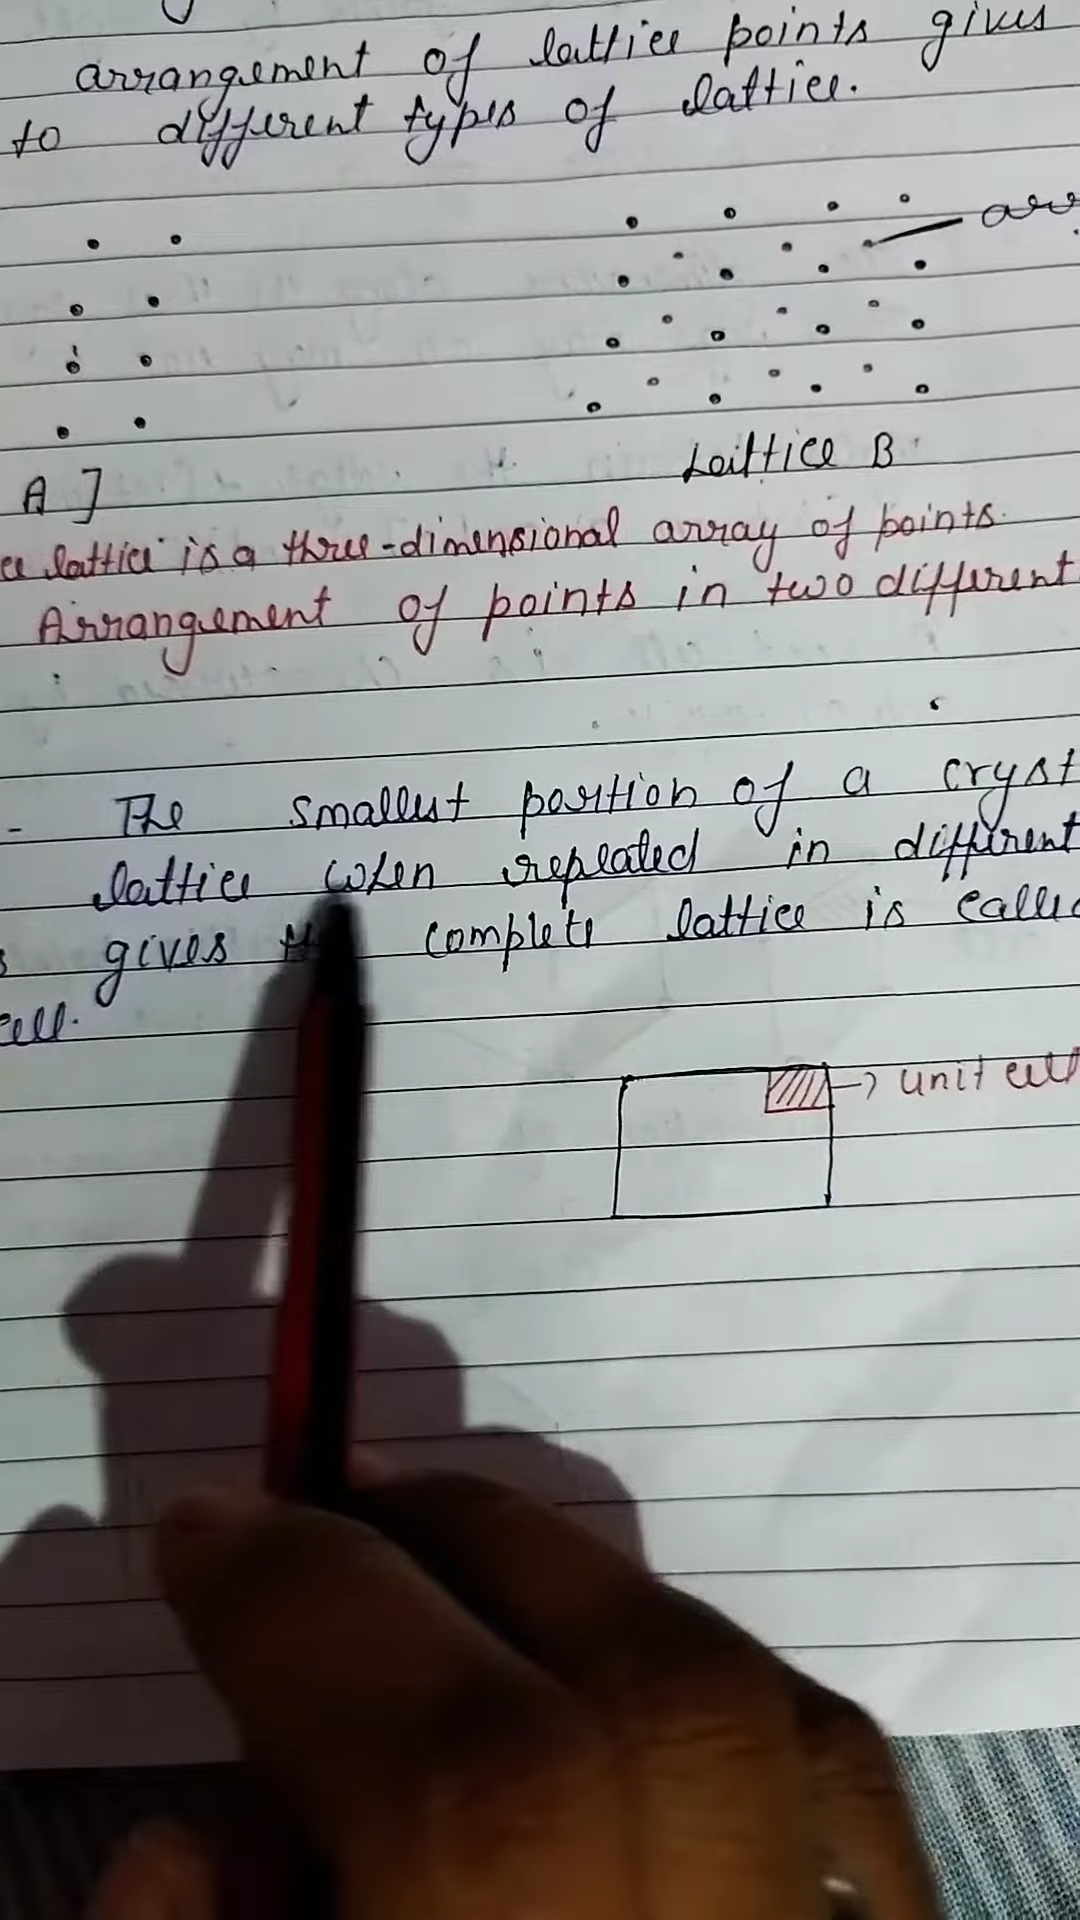 arrangement of lattice points gives
to different types of lattice.
A]
Lattice B
lattice is a three-dimensional array of points.
Arrangement of points in two different
- The smallest portion of a cryst
lattice when repeated in different
gives complete lattice is called
cell.
→ unit cell